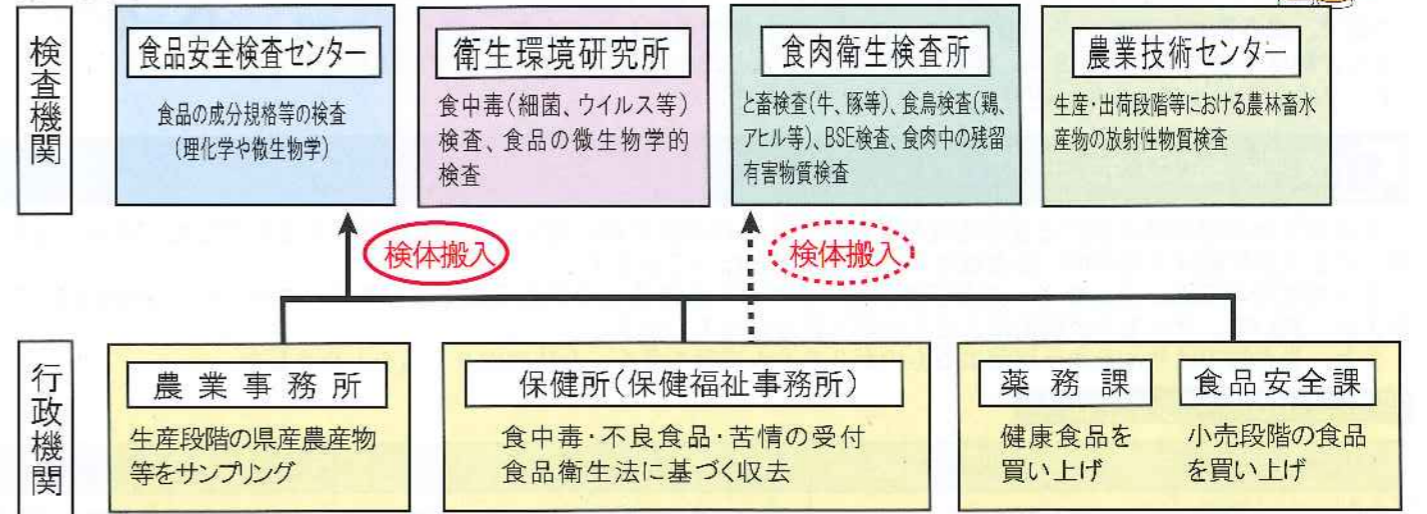 検査機関
食品安全検査センター
食品の成分規格等の検査
(理化学や微生物学)
衛生環境研究所
食中毒(細菌、ウイルス等)
検査、食品の微生物学的
検査
食肉衛生検査所
と畜検査(牛、豚等)、食鳥検査(鶏、
アヒル等)、BSE検査、食肉中の残留
有害物質検査
農業技術センター
生産・出荷段階等における農林畜水
産物の放射性物質検査
検体搬入
検体搬入
行政機関
農業事務所
生産段階の県産農産物
等をサンプリング
保健所(保健福祉事務所)
食中毒・不良食品・苦情の受付
食品衛生法に基づく収去
薬務課
健康食品を
買い上げ
食品安全課
小売段階の食品
を買い上げ